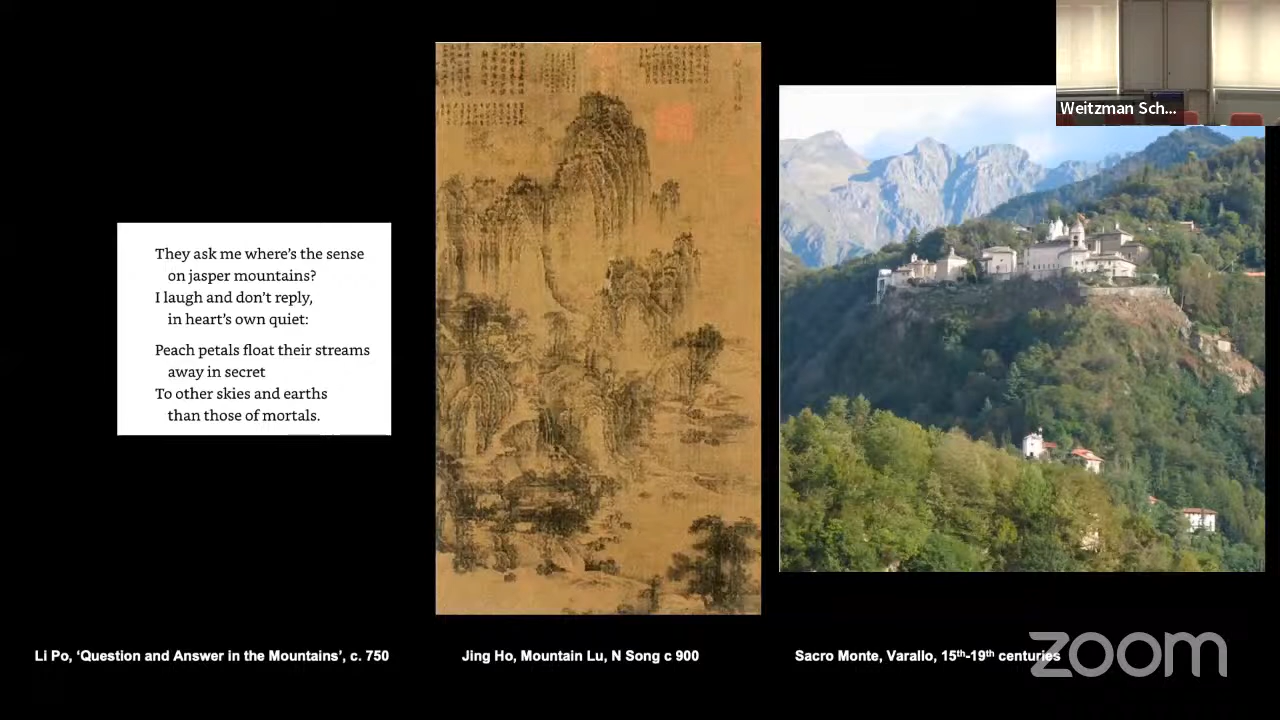 Weitzman Sch...
They ask me where's the sense
on jasper mountains?
I laugh and don't reply,
in heart's own quiet:
Peach petals float their streams
away in secret
To other skies and earths
than those of mortals.
Li Po, 'Question and Answer in the Mountains', c. 750
Jing Ho, Mountain Lu, N Song c 900
Sacro Monte, Varallo, 15th-19th centuries
zoom